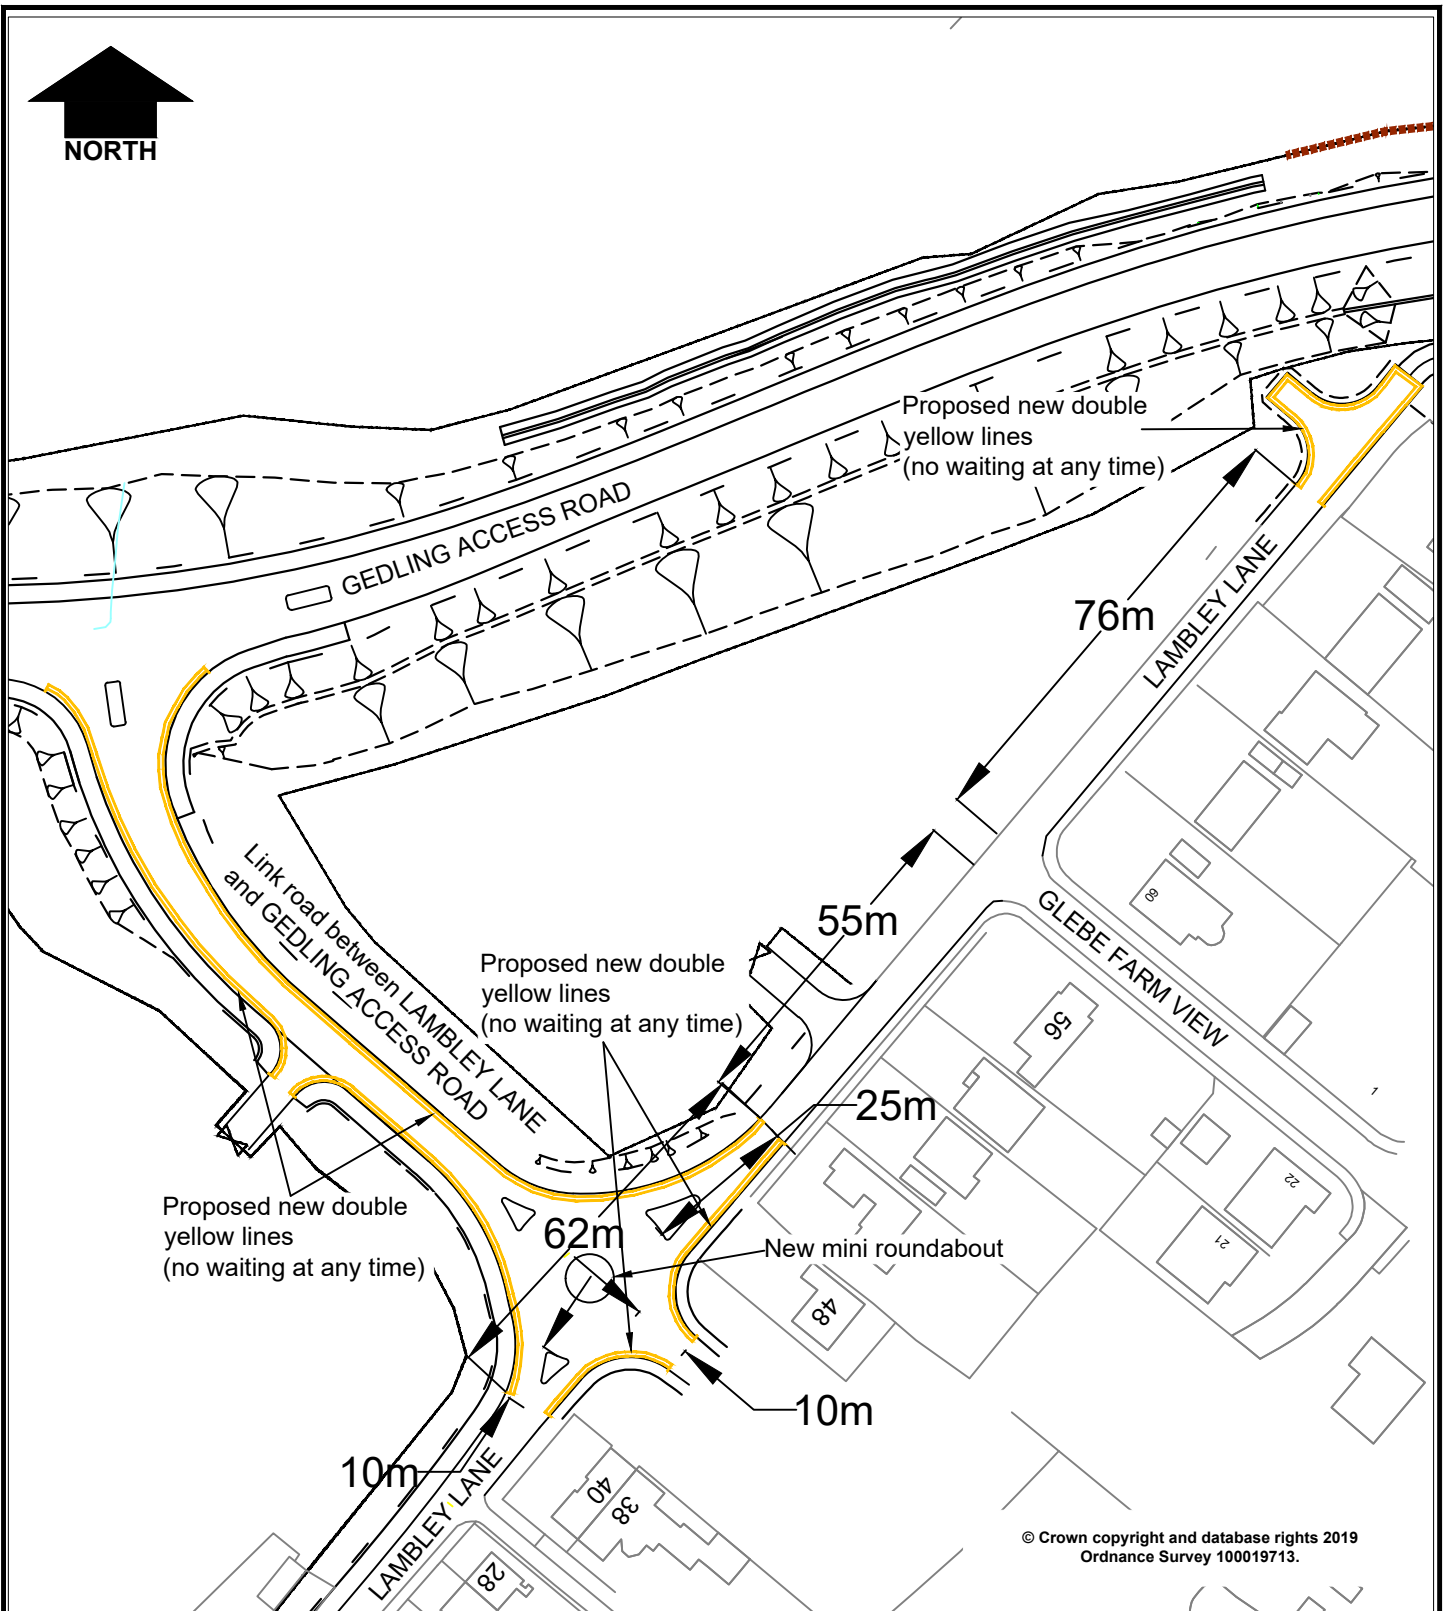 NORTH
Proposed new double
yellow lines
(no waiting at any time)
GEDLING ACCESS ROAD
76m
LAMBLEY LANE
Link road between LAMBLEY LANE
and GEDLING ACCESS ROAD
55m
60
GLEBE FARM VIEW
Proposed new double
yellow lines
(no waiting at any time)
56
1
25m
22
21
Proposed new double
yellow lines
(no waiting at any time)
62m
New mini roundabout
48
10m
10m
LAMBLEY LANE
40
38
28
© Crown copyright and database rights 2019
Ordnance Survey 100019713.